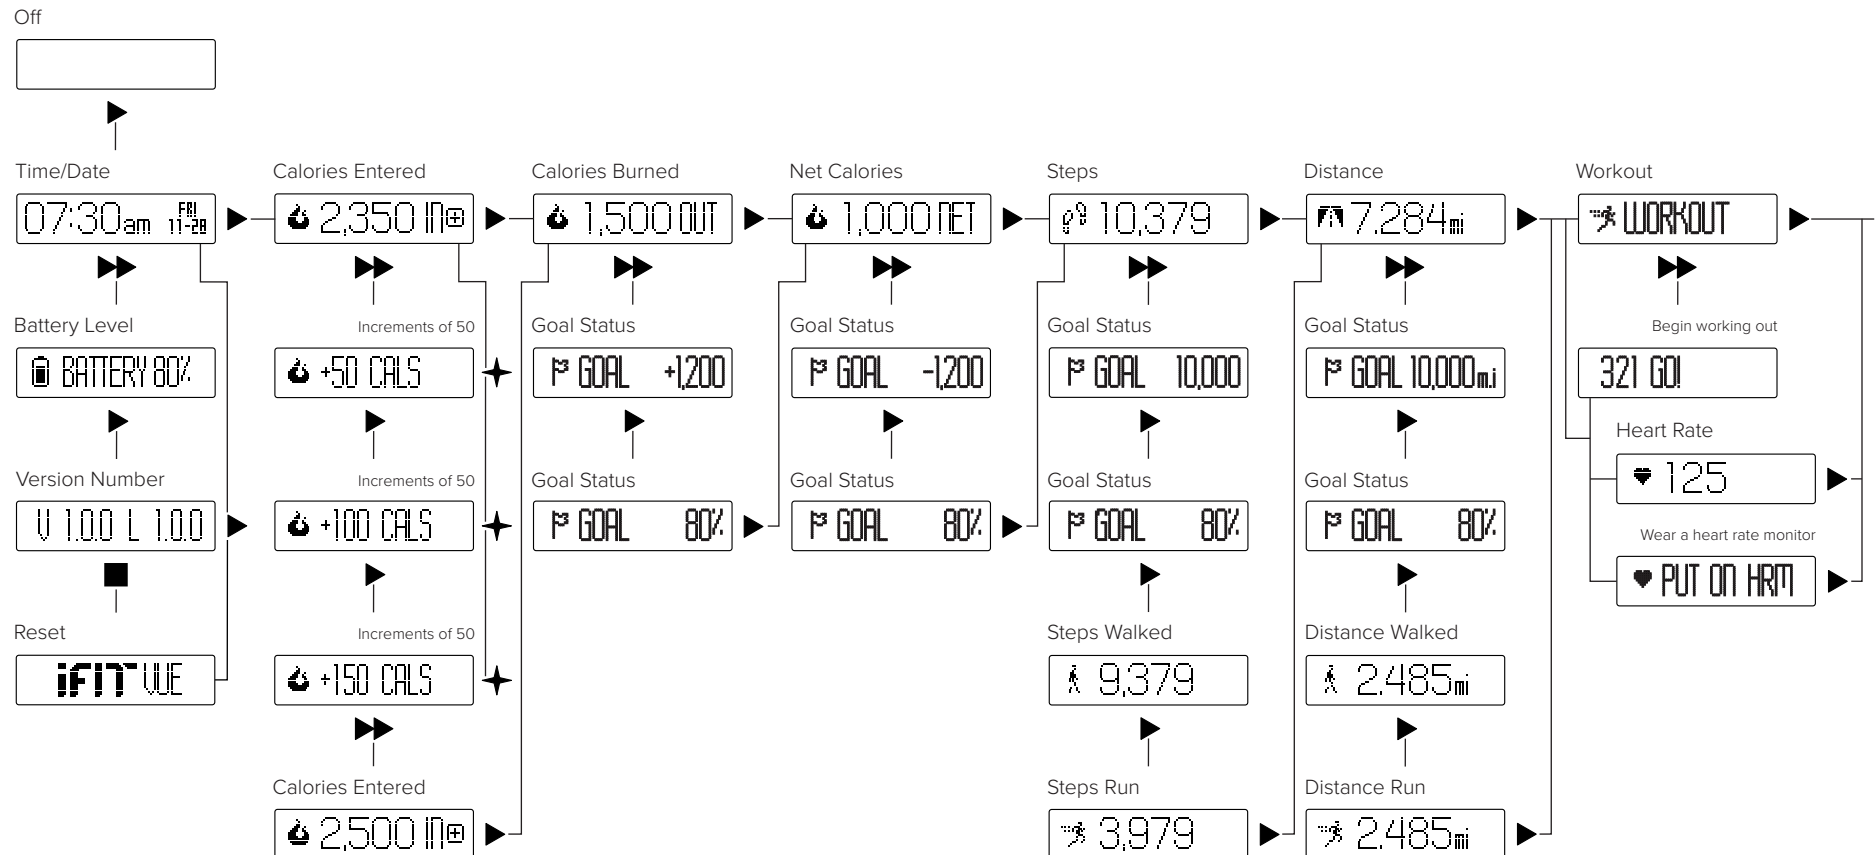 Off
Time/Date
07:30am FRI 11-28
Battery Level
BATTERY 80%
Version Number
V 1.0.0 L 1.0.0
Reset
iFIT VUE
Calories Entered
2,350 IN
Increments of 50
+50 CALS
Increments of 50
+100 CALS
Increments of 50
+150 CALS
Calories Entered
2,500 IN
Calories Burned
1,500 OUT
Goal Status
GOAL +1,200
Goal Status
GOAL 80%
Net Calories
1,000 NET
Goal Status
GOAL -1,200
Goal Status
GOAL 80%
Steps
10,379
Goal Status
GOAL 10,000
Goal Status
GOAL 80%
Steps Walked
9,379
Steps Run
3,979
Distance
7.284mi
Goal Status
GOAL 10,000m.i
Goal Status
GOAL 80%
Distance Walked
2.485mi
Distance Run
2.485mi
Workout
WORKOUT
Begin working out
321 GO!
Heart Rate
125
Wear a heart rate monitor
PUT ON HRM